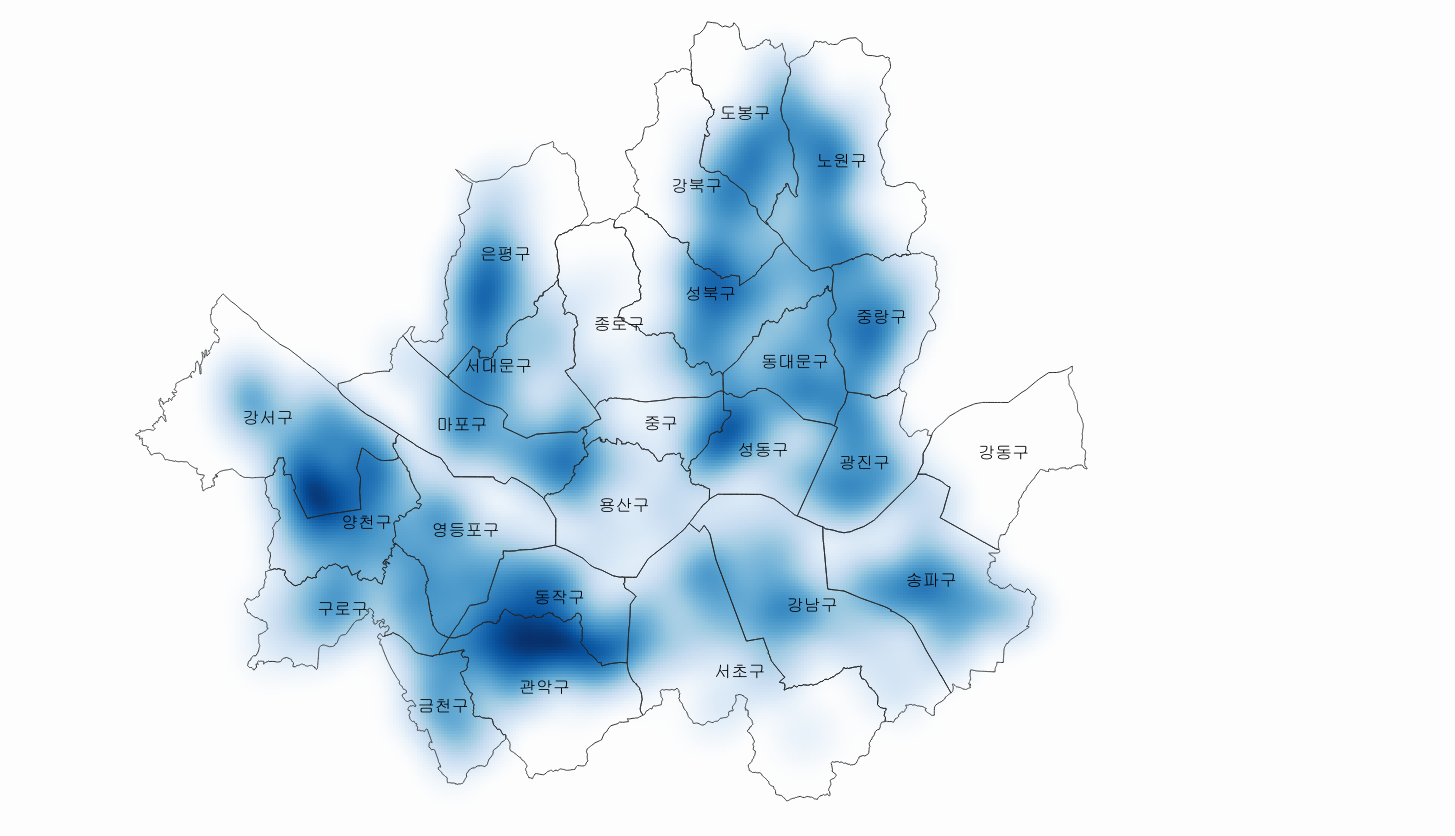 도봉구
노원구
강북구
은평구
성북구
중랑구
종로구
동대문구
서대문구
강서구
마포구
중구
성동구
강동구
광진구
용산구
양천구
영등포구
송파구
동작구
강남구
구로구
서초구
관악구
금천구